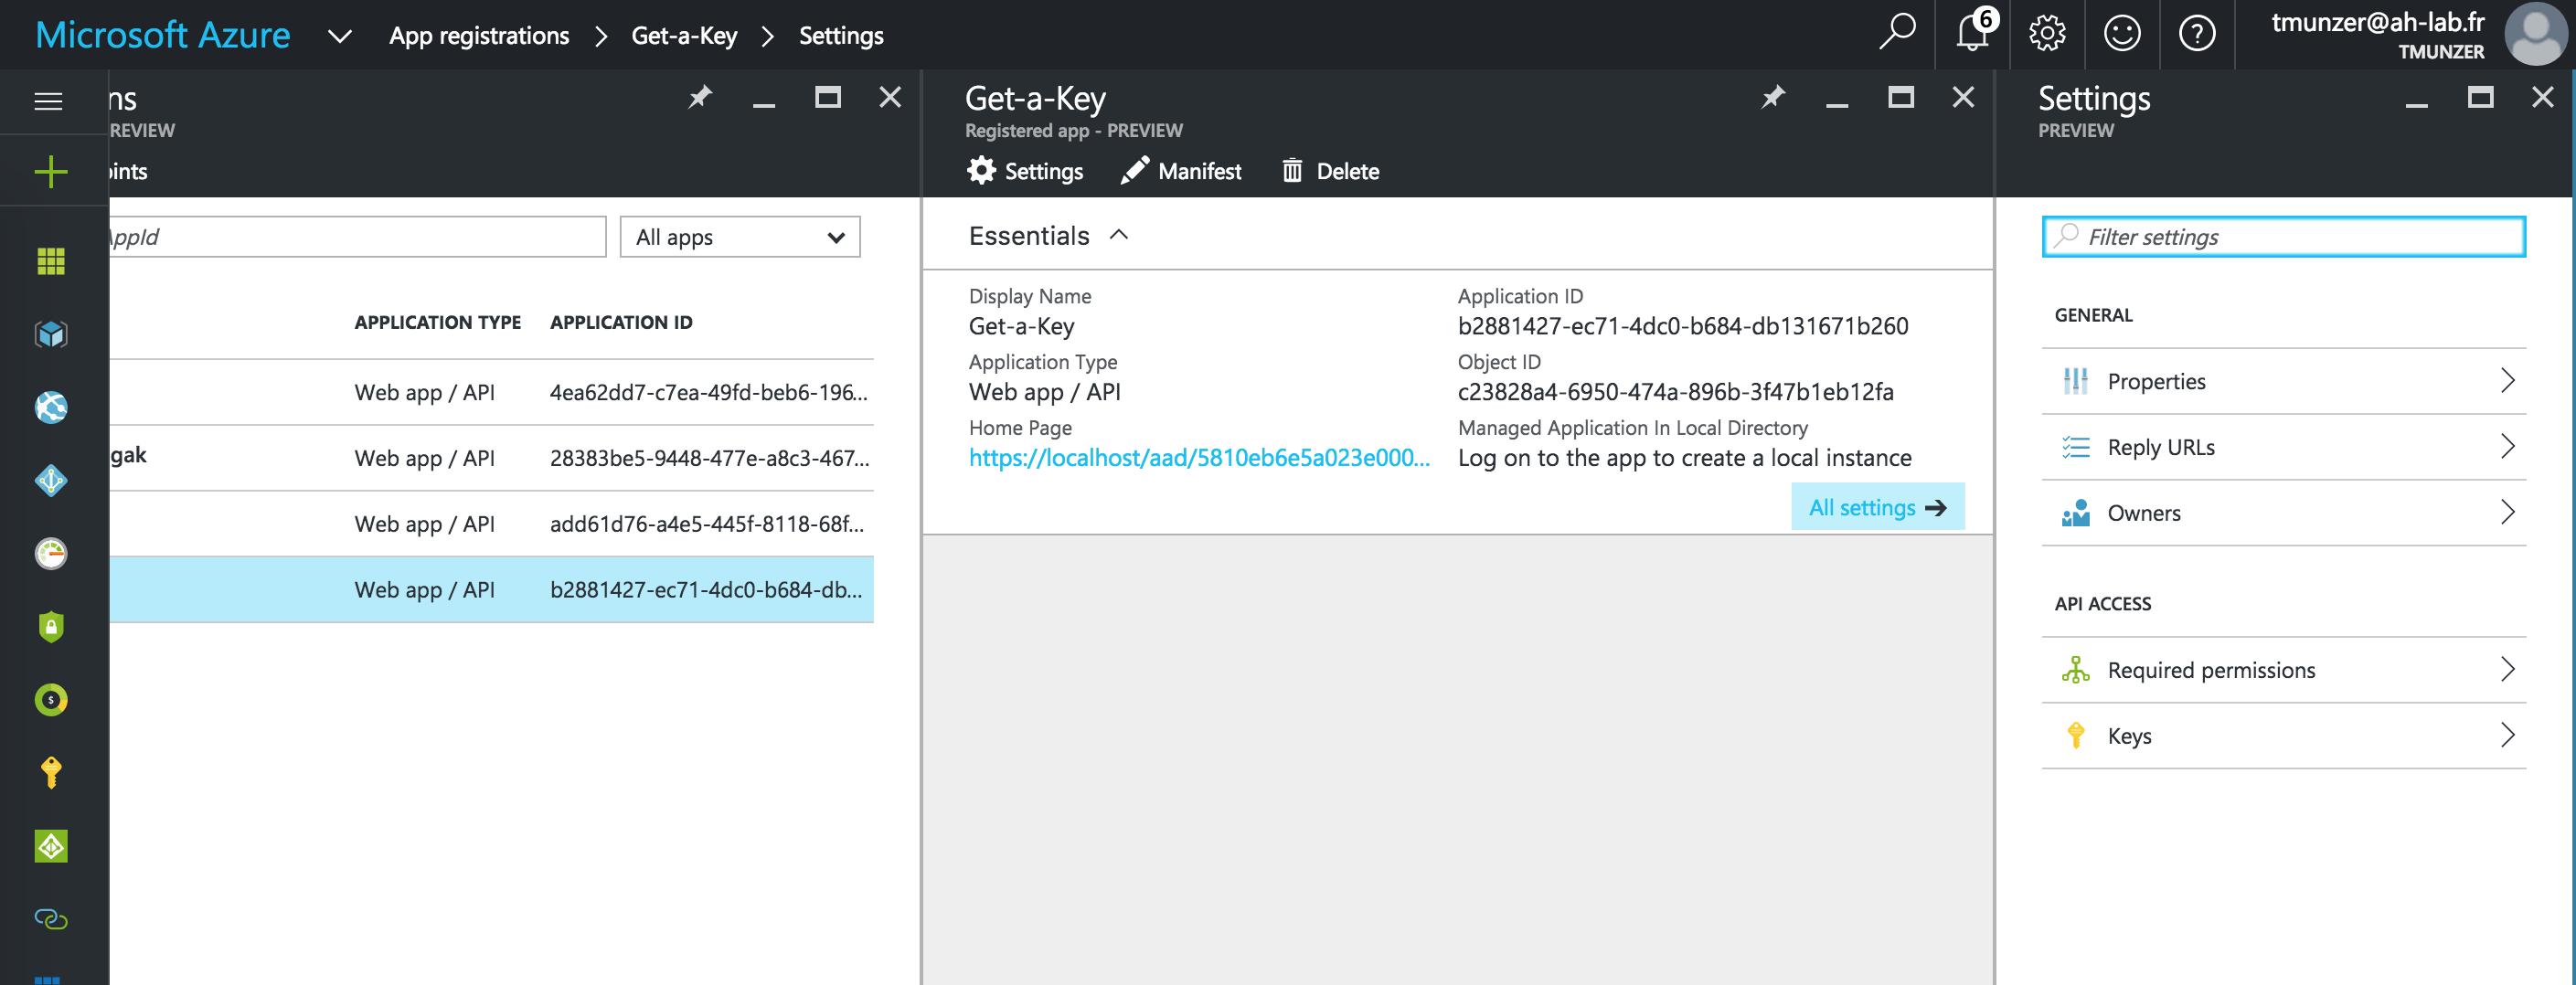 Microsoft Azure
App registrations > Get-a-Key > Settings
6
tmunzer@ah-lab.fr
TMUNZER
ns
REVIEW
oints
AppId
All apps
APPLICATION TYPE APPLICATION ID
Web app / API 4ea62dd7-c7ea-49fd-beb6-196...
gak Web app / API 28383be5-9448-477e-a8c3-467...
Web app / API add61d76-a4e5-445f-8118-68f...
Web app / API b2881427-ec71-4dc0-b684-db...
Get-a-Key
Registered app - PREVIEW
Settings Manifest Delete
Essentials
Display Name
Get-a-Key
Application Type
Web app / API
Home Page
https://localhost/aad/5810eb6e5a023e000...
Application ID
b2881427-ec71-4dc0-b684-db131671b260
Object ID
c23828a4-6950-474a-896b-3f47b1eb12fa
Managed Application In Local Directory
Log on to the app to create a local instance
All settings →
Settings
PREVIEW
Filter settings
GENERAL
Properties
Reply URLs
Owners
API ACCESS
Required permissions
Keys